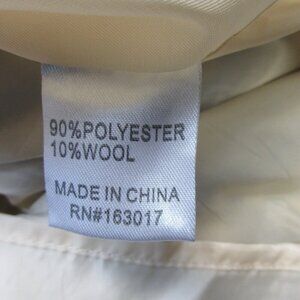 90%POLYESTER
10%WOOL
MADE IN CHINA
RN#163017